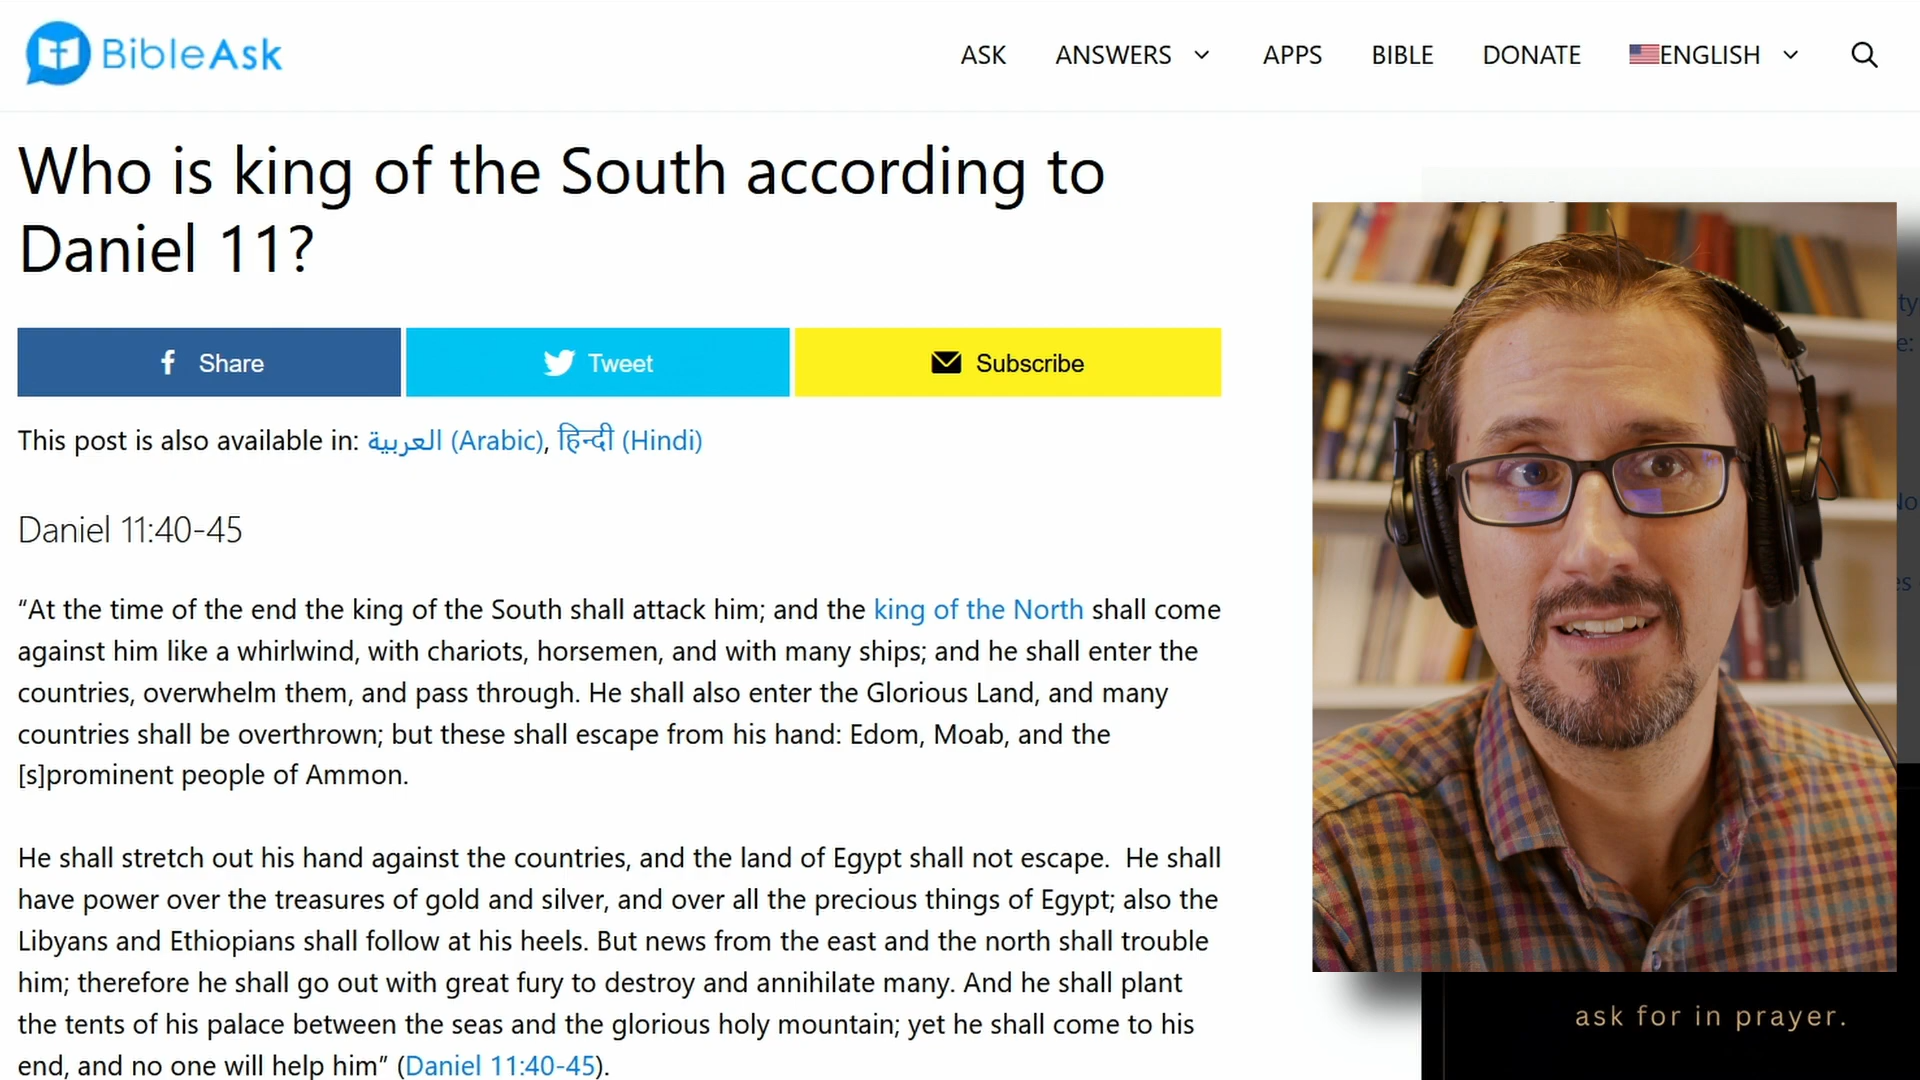 BibleAsk
ASK ANSWERS APPS BIBLE DONATE ENGLISH
Who is king of the South according to
Daniel 11?
Share Tweet Subscribe
This post is also available in: العربية (Arabic), हिन्दी (Hindi)
Daniel 11:40-45
“At the time of the end the king of the South shall attack him; and the king of the North shall come
against him like a whirlwind, with chariots, horsemen, and with many ships; and he shall enter the
countries, overwhelm them, and pass through. He shall also enter the Glorious Land, and many
countries shall be overthrown; but these shall escape from his hand: Edom, Moab, and the
[s]prominent people of Ammon.
He shall stretch out his hand against the countries, and the land of Egypt shall not escape. He shall
have power over the treasures of gold and silver, and over all the precious things of Egypt; also the
Libyans and Ethiopians shall follow at his heels. But news from the east and the north shall trouble
him; therefore he shall go out with great fury to destroy and annihilate many. And he shall plant
the tents of his palace between the seas and the glorious holy mountain; yet he shall come to his
end, and no one will help him” (Daniel 11:40-45).
ask for in prayer.